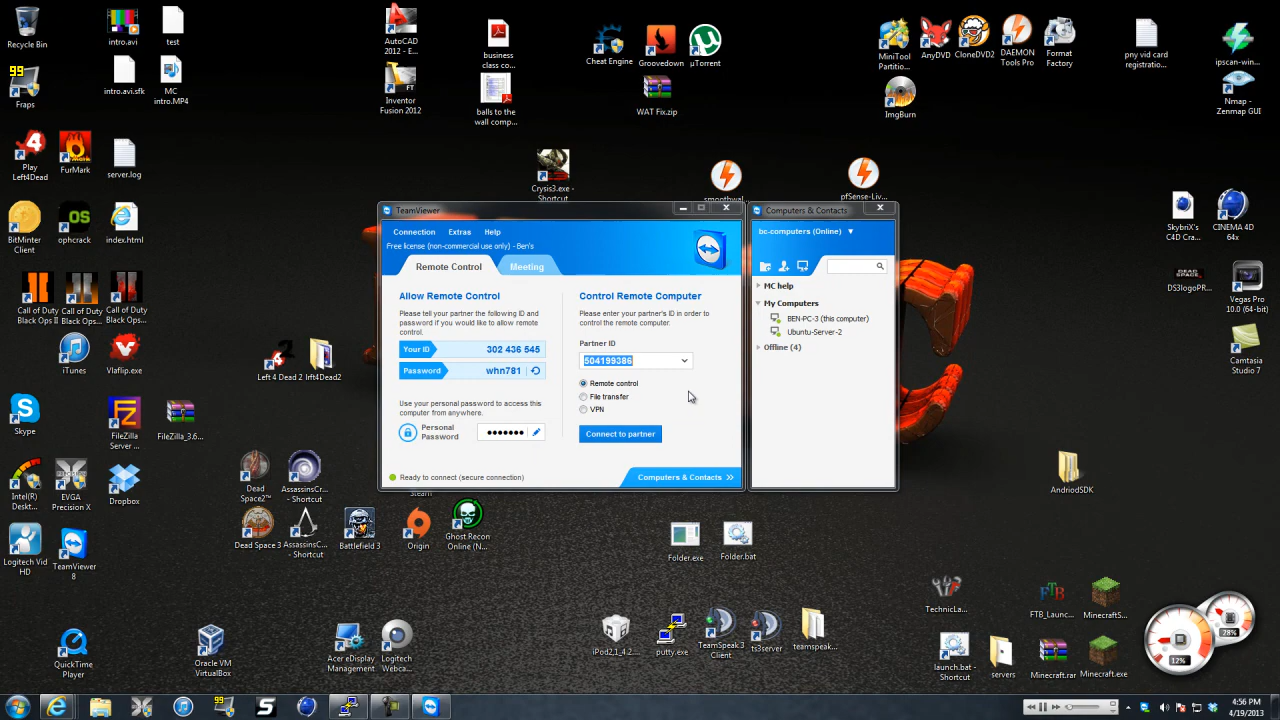 Recycle Bin
intro.avi
test
AutoCAD
2012 - E...
business
class co...
Cheat Engine
Groovedown
µTorrent
MiniTool
Partitio...
AnyDVD
CloneDVD2
DAEMON
Tools Pro
Format
Factory
pny vid card
registratio...
ipscan-win...
99
Fraps
intro.avi.sfk
MC
intro.MP4
Inventor
Fusion 2012
balls to the
wall comp...
WAT Fix.zip
ImgBurn
Nmap -
Zenmap GUI
Play
Left4Dead
FurMark
server.log
Crysis3.exe -
Shortcut
smoothwal...
pfSense-Liv...
BitMinter
Client
ophcrack
index.html
SkybriX's
C4D Cra...
CINEMA 4D
64x
Call of Duty
Black Ops II
Call of Duty
Black Ops...
Call of Duty
Black Ops...
DEAD SPACE
DS3logoPR...
Vegas Pro
10.0 (64-bit)
iTunes
Vlaflip.exe
Left 4 Dead 2
lft4Dead2
Camtasia
Studio 7
Skype
FileZilla
Server ...
FileZilla_3.6...
Intel(R)
Deskt...
EVGA
Precision X
Dropbox
Dead
Space2™
AssassinsCr...
- Shortcut
Steam
AndriodSDK
Logitech Vid
HD
TeamViewer
8
Dead Space 3
AssassinsC...
- Shortcut
Battlefield 3
Origin
Ghost Recon
Online (N...
Folder.exe
Folder.bat
TeamViewer
Connection
Extras
Help
Free license (non-commercial use only) - Ben's
Remote Control
Meeting
Allow Remote Control
Please tell your partner the following ID and
password if you would like to allow remote
control.
Your ID
302 436 545
Password
whn781
Use your personal password to access this
computer from anywhere.
Personal
Password
Ready to connect (secure connection)
Control Remote Computer
Please enter your partner's ID in order to
control the remote computer.
Partner ID
504199386
Remote control
File transfer
VPN
Connect to partner
Computers & Contacts
Computers & Contacts
bc-computers (Online)
MC help
My Computers
BEN-PC-3 (this computer)
Ubuntu-Server-2
Offline (4)
TechnicLa...
FTB_Launc...
MinecraftS...
QuickTime
Player
Oracle VM
VirtualBox
Acer eDisplay
Management
Logitech
Webca...
iPod2,1_4.2....
putty.exe
TeamSpeak 3
Client
ts3server
teamspeak...
launch.bat -
Shortcut
servers
Minecraft.rar
Minecraft.exe
28%
12%
99
4:56 PM
4/19/2013